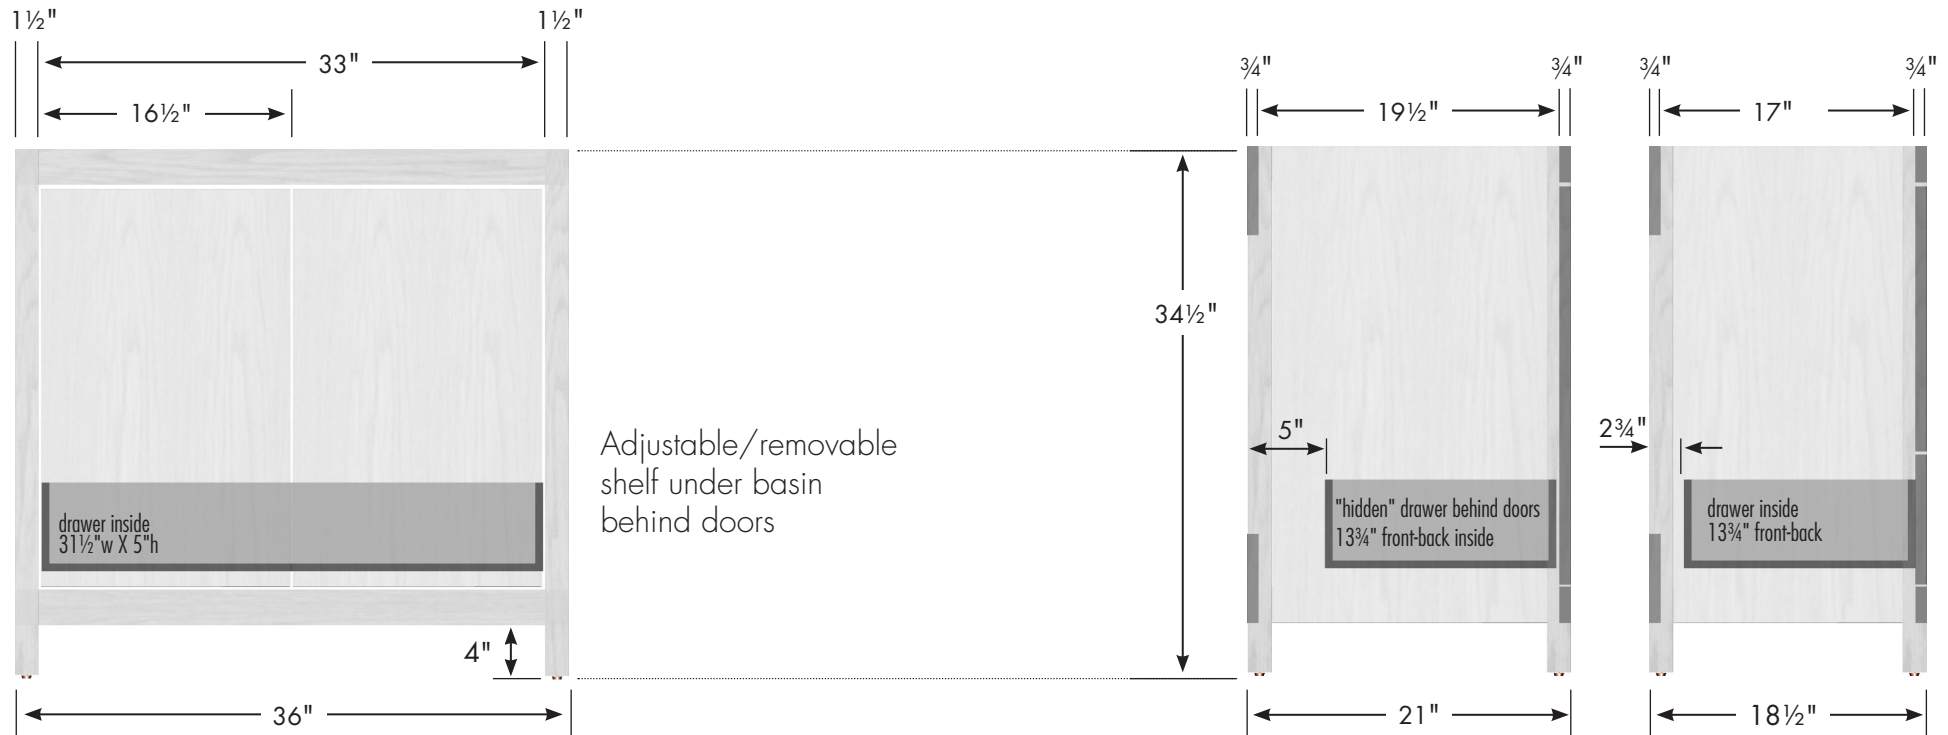 1½" 1½"
33"
16½"
drawer inside
31½"w X 5"h
4"
36"
Adjustable/removable
shelf under basin
behind doors
34½"
¾" ¾"
19½"
5"
"hidden" drawer behind doors
13¾" front-back inside
21"
¾" ¾"
17"
2¾"
drawer inside
13¾" front-back
18½"